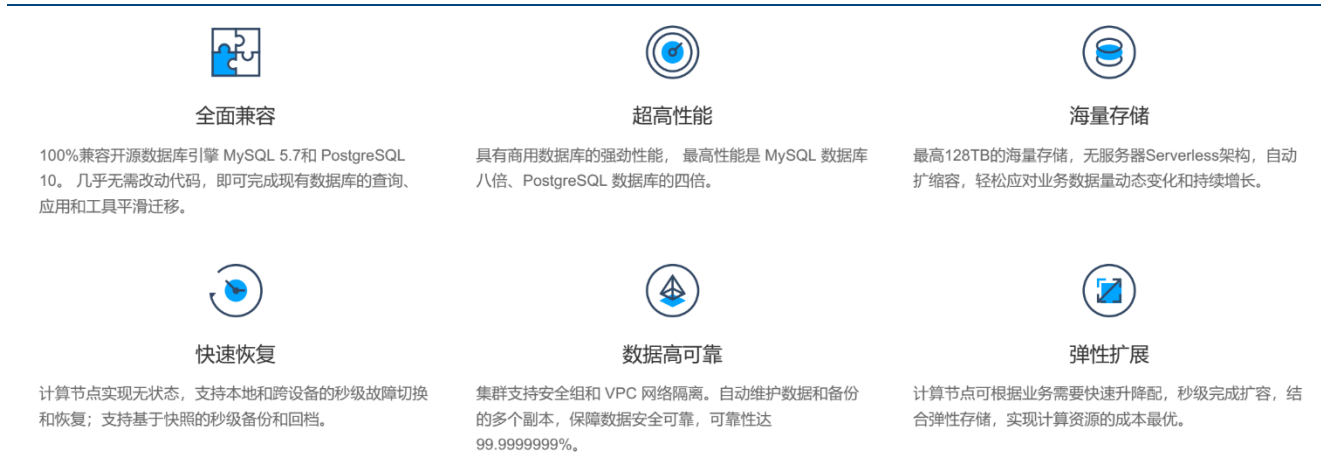 全面兼容
100%兼容开源数据库引擎 MySQL 5.7和 PostgreSQL
10。 几乎无需改动代码，即可完成现有数据库的查询、
应用和工具平滑迁移。
超高性能
具有商用数据库的强劲性能， 最高性能是 MySQL 数据库
八倍、PostgreSQL 数据库的四倍。
海量存储
最高128TB的海量存储，无服务器Serverless架构，自动
扩缩容，轻松应对业务数据量动态变化和持续增长。
快速恢复
计算节点实现无状态，支持本地和跨设备的秒级故障切换
和恢复；支持基于快照的秒级备份和回档。
数据高可靠
集群支持安全组和 VPC 网络隔离。自动维护数据和备份
的多个副本，保障数据安全可靠，可靠性达
99.9999999%。
弹性扩展
计算节点可根据业务需要快速升降配，秒级完成扩容，结
合弹性存储，实现计算资源的成本最优。